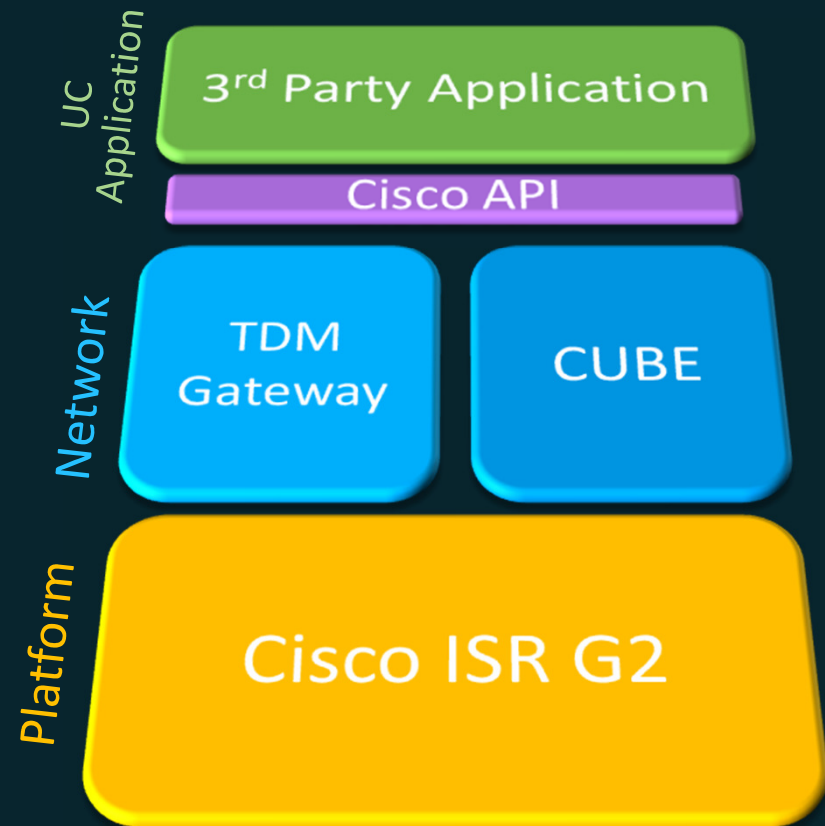 UC
Application
3rd Party Application
Cisco API
Network
TDM
Gateway
CUBE
Platform
Cisco ISR G2